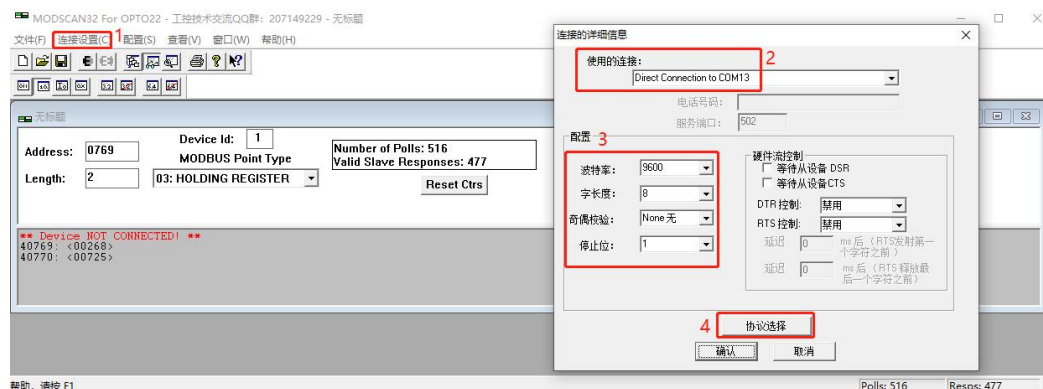 MODSCAN32 For OPTO22 - 工控技术交流QQ群：207149229 - 无标题
文件(F) 连接设置(C) 1 配置(S) 查看(V) 窗口(W) 帮助(H)
无标题
Address: 0769
Length: 2
Device Id: 1
MODBUS Point Type
03: HOLDING REGISTER
Number of Polls: 516
Valid Slave Responses: 477
Reset Ctrs
** Device NOT CONNECTED! **
40769: <00268>
40770: <00725>
连接的详细信息
使用的连接：
2
Direct Connection to COM13
电话号码：
服务端口： 502
配置 3
波特率： 9600
字长度： 8
奇偶校验： None 无
停止位： 1
硬件流控制
等待从设备 DSR
等待从设备CTS
DTR 控制： 禁用
RTS 控制： 禁用
延迟 0 ms 后（RTS发射第一
个字符之前）
延迟 0 ms 后（RTS 释放最
后一个字符之前）
4 协议选择
确认 取消
帮助，请按 F1
Polls: 516 Resps: 477